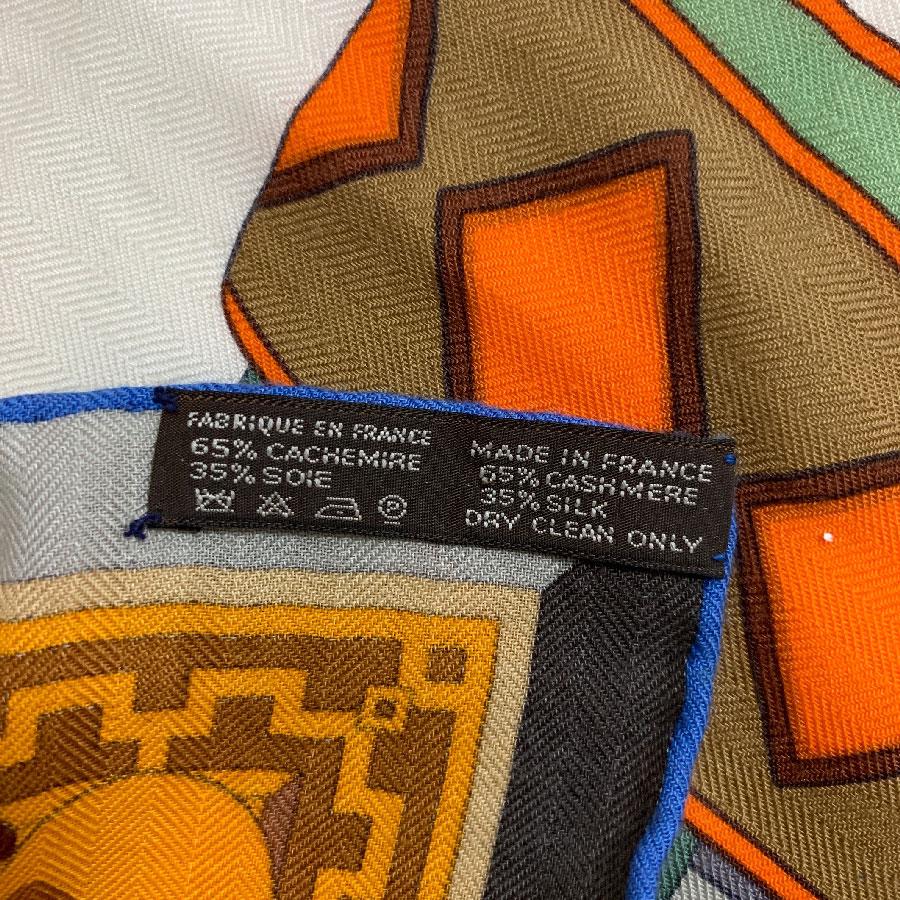 FABRIQUE EN FRANCE
65% CACHEMIRE
35% SOIE
MADE IN FRANCE
65% CASHMERE
35% SILK
DRY CLEAN ONLY